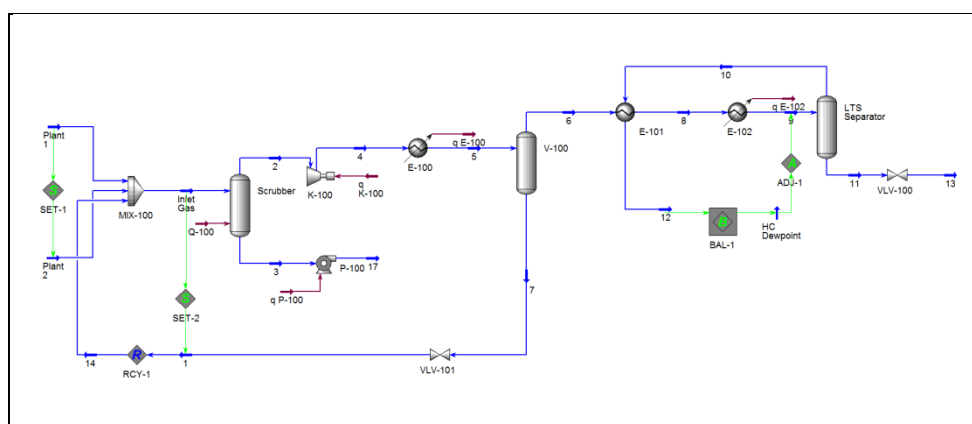 10
q E-102
6
8
9
LTS
Separator
E-101
E-102
V-100
4
q E-100
5
2
E-100
Plant
1
Scrubber
K-100
q
K-100
ADJ-1
A
11
VLV-100
13
S
SET-1
MIX-100
Inlet
Gas
Q-100
12
E
BAL-1
HC
Dewpoint
Plant
2
3
P-100
17
q P-100
7
S
SET-2
14
R
RCY-1
1
VLV-101